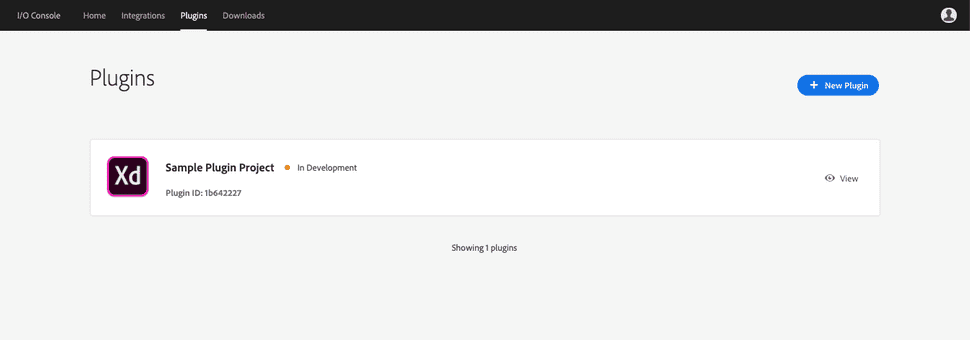 I/O Console Home Integrations Plugins Downloads
Plugins
+ New Plugin
Xd Sample Plugin Project In Development
Plugin ID: 1b642227
View
Showing 1 plugins